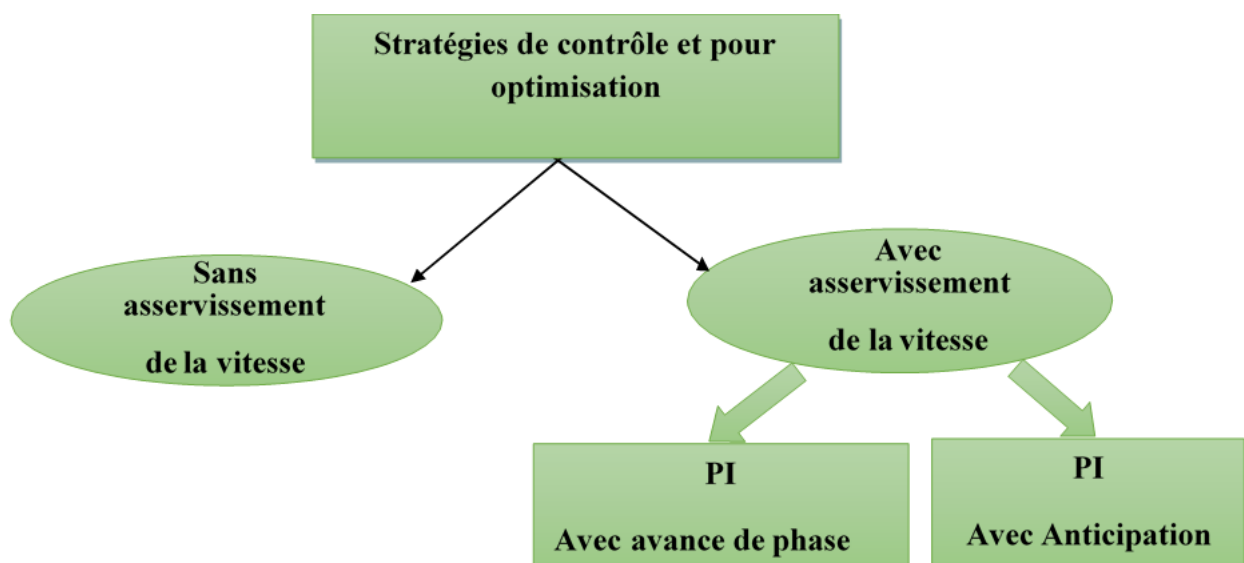 Stratégies de contrôle et pour
optimisation
Sans
asservissement
de la vitesse
Avec
asservissement
de la vitesse
PI
Avec avance de phase
PI
Avec Anticipation